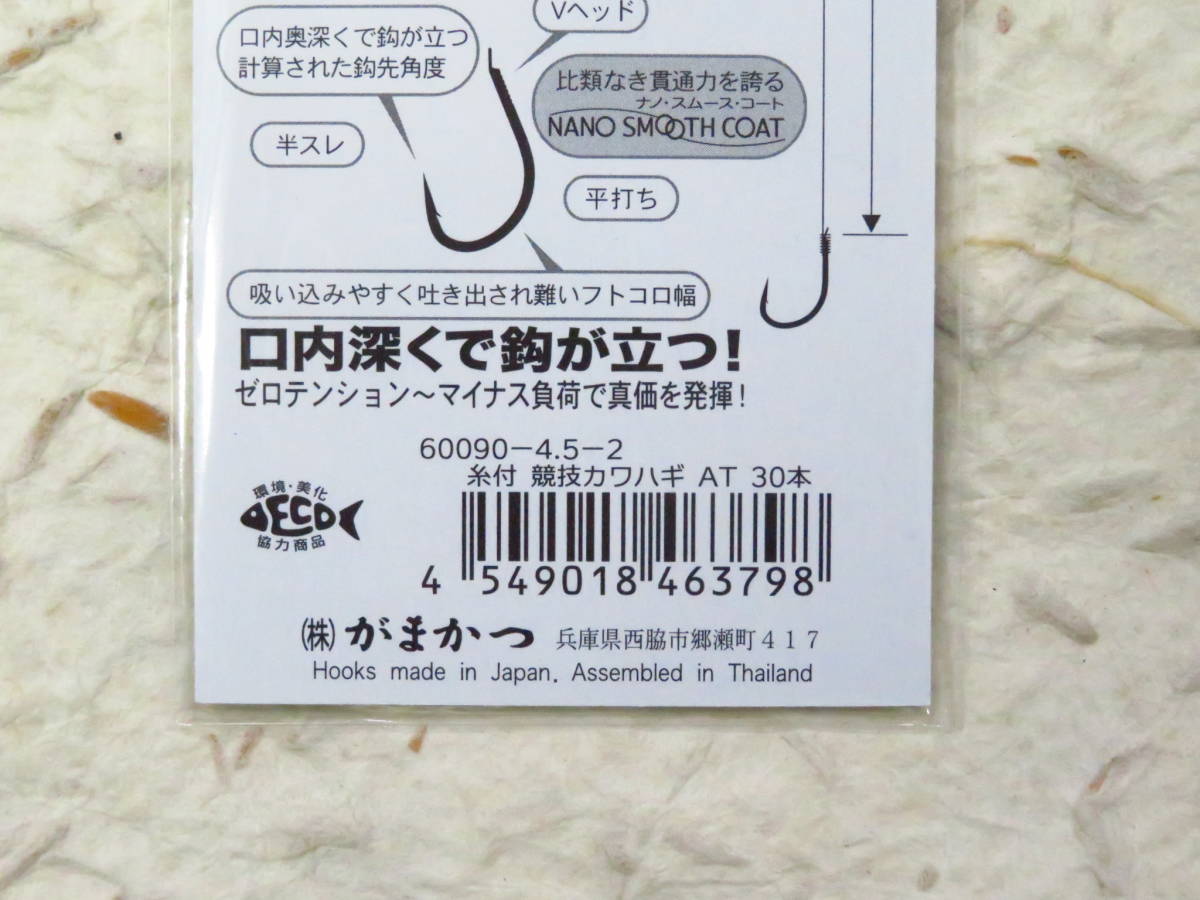 Vヘッド
口内奥深くで鈎が立つ
計算された鈎先角度
比類なき貫通力を誇る
ナノ・スムース・コート
NANO SMOOTH COAT
半スレ
平打ち
吸い込みやすく吐き出され難いフトコロ幅
口内深くで鈎が立つ!
ゼロテンション~マイナス負荷で真価を発揮!
60090-4.5-2
糸付 競技カワハギ AT 30本
環境・美化
ECO
協力商品
4 549018 463798
(株)がまかつ 兵庫県西脇市郷瀬町417
Hooks made in Japan. Assembled in Thailand